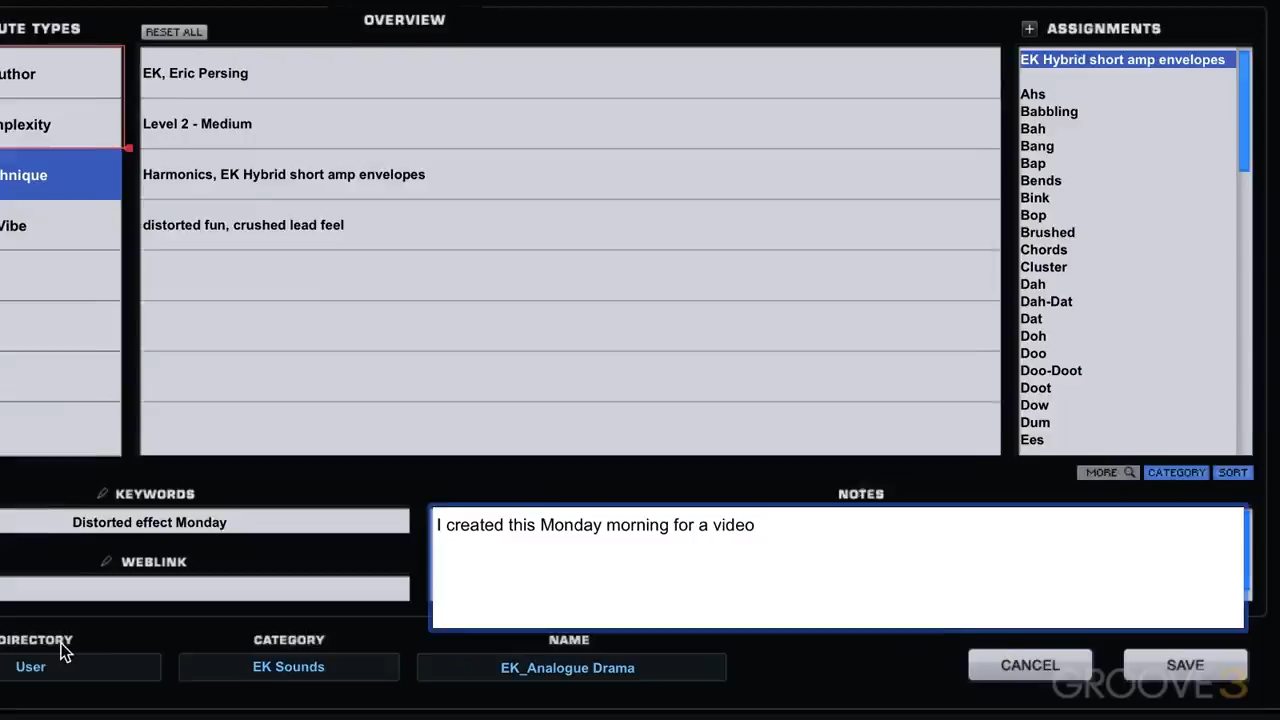 OVERVIEW
UTE TYPES
RESET ALL
+ ASSIGNMENTS
uthor
EK, Eric Persing
nplexity
Level 2 - Medium
hnique
Harmonics, EK Hybrid short amp envelopes
Vibe
distorted fun, crushed lead feel
EK Hybrid short amp envelopes
Ahs
Babbling
Bah
Bang
Bap
Bends
Bink
Bop
Brushed
Chords
Cluster
Dah
Dah-Dat
Dat
Doh
Doo
Doo-Doot
Doot
Dow
Dum
Ees
MORE CATEGORY SORT
KEYWORDS
Distorted effect Monday
WEBLINK
NOTES
I created this Monday morning for a video
DIRECTORY
User
CATEGORY
EK Sounds
NAME
EK_Analogue Drama
CANCEL
SAVE
GROOVE3